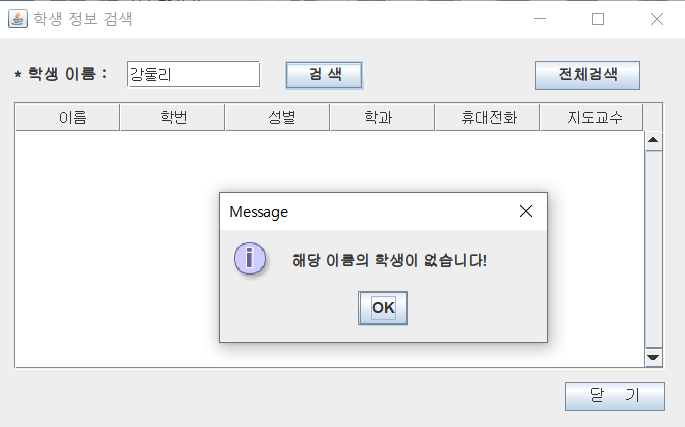 학생 정보 검색
* 학생 이름 : 강둘리 검 색 전체검색
이름 학번 성별 학과 휴대전화 지도교수
Message
해당 이름의 학생이 없습니다!
OK
닫 기